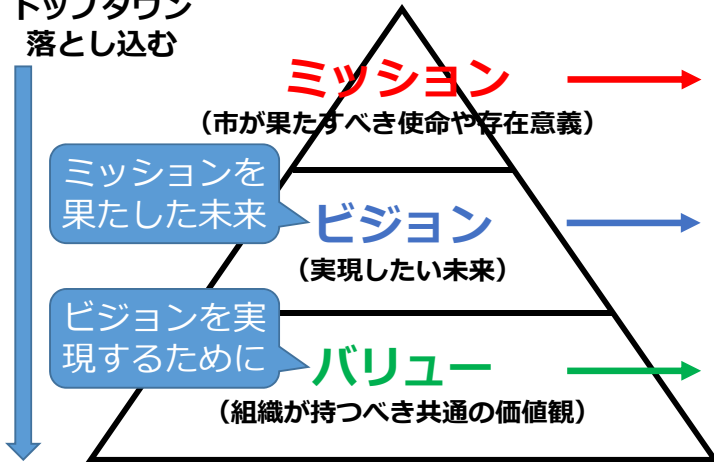 トップダウン
落とし込む
ミッション
（市が果たすべき使命や存在意義）
ミッションを
果たした未来
ビジョン
（実現したい未来）
ビジョンを実
現するために
バリュー
（組織が持つべき共通の価値観）